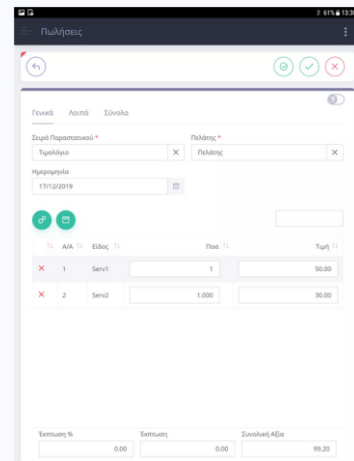 61% 13:39
Πωλήσεις
Γενικά Λοιπά Σύνολα
Σειρά Παραστατικού * Πελάτης *
Τιμολόγιο Πελάτης
Ημερομηνία
17/12/2019
Α/Α Είδος Ποσ. Τιμή
1 Serv1 1 50.00
2 Serv2 1.000 30.00
Έκπτωση % Έκπτωση Συνολική Αξία
0.00 0.00 99.20